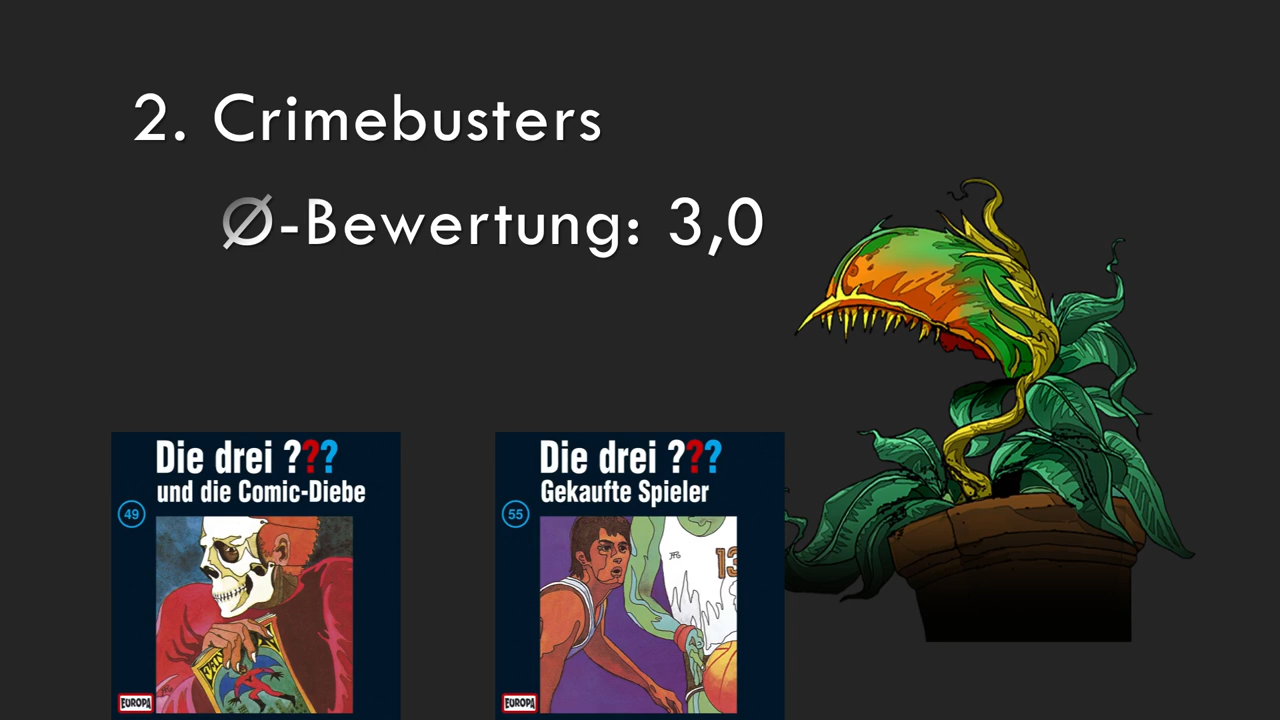 2. Crimebusters
Ø-Bewertung: 3,0
Die drei ???
und die Comic-Diebe
49
EUROPA
Die drei ???
Gekaufte Spieler
55
13
EUROPA